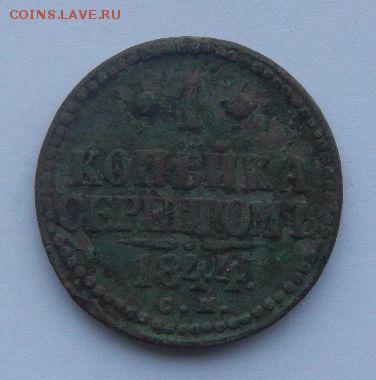 COINS.LAVE.RU
* 1 *
КОПѢЙКА
СЕРЕБРОМЪ
1844.
С.М.